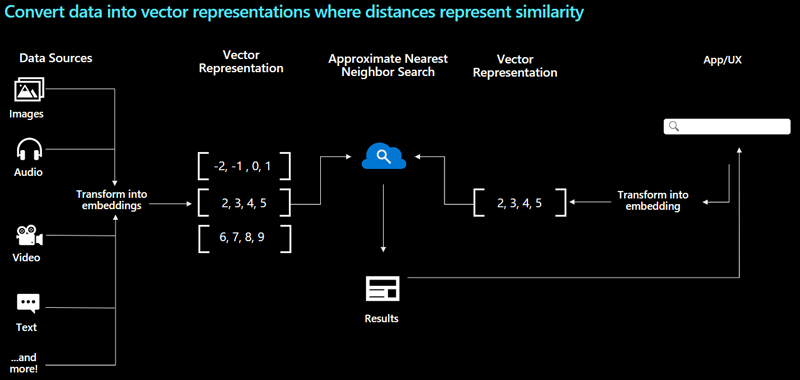 Convert data into vector representations where distances represent similarity
Data Sources
Vector
Representation
Approximate Nearest
Neighbor Search
Vector
Representation
App/UX
Images
Audio
Transform into
embeddings
-2, -1 , 0, 1
2, 3, 4, 5
6, 7, 8, 9
2, 3, 4, 5
Transform into
embedding
Video
Text
...and
more!
Results